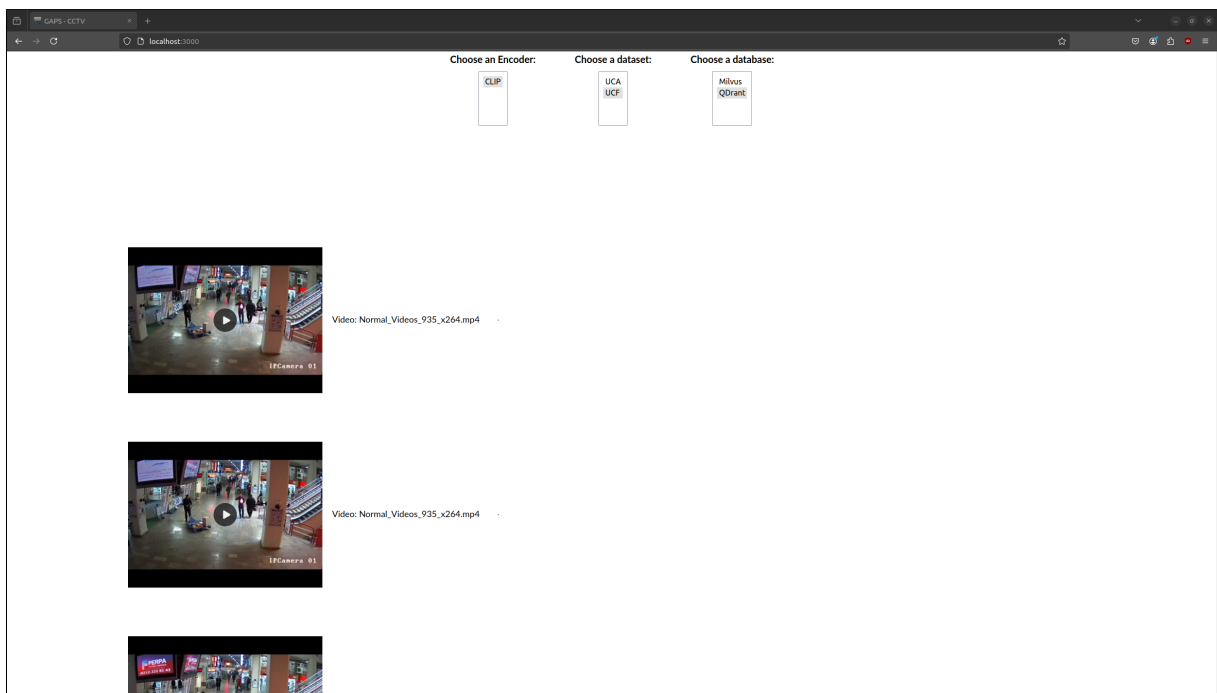 GAPS - CCTV
localhost:3000
Choose an Encoder:
Choose a dataset:
Choose a database:
CLIP
UCA
UCF
Milvus
QDrant
IPCamera 01
Video: Normal_Videos_935_x264.mp4
IPCamera 01
Video: Normal_Videos_935_x264.mp4
PERPA